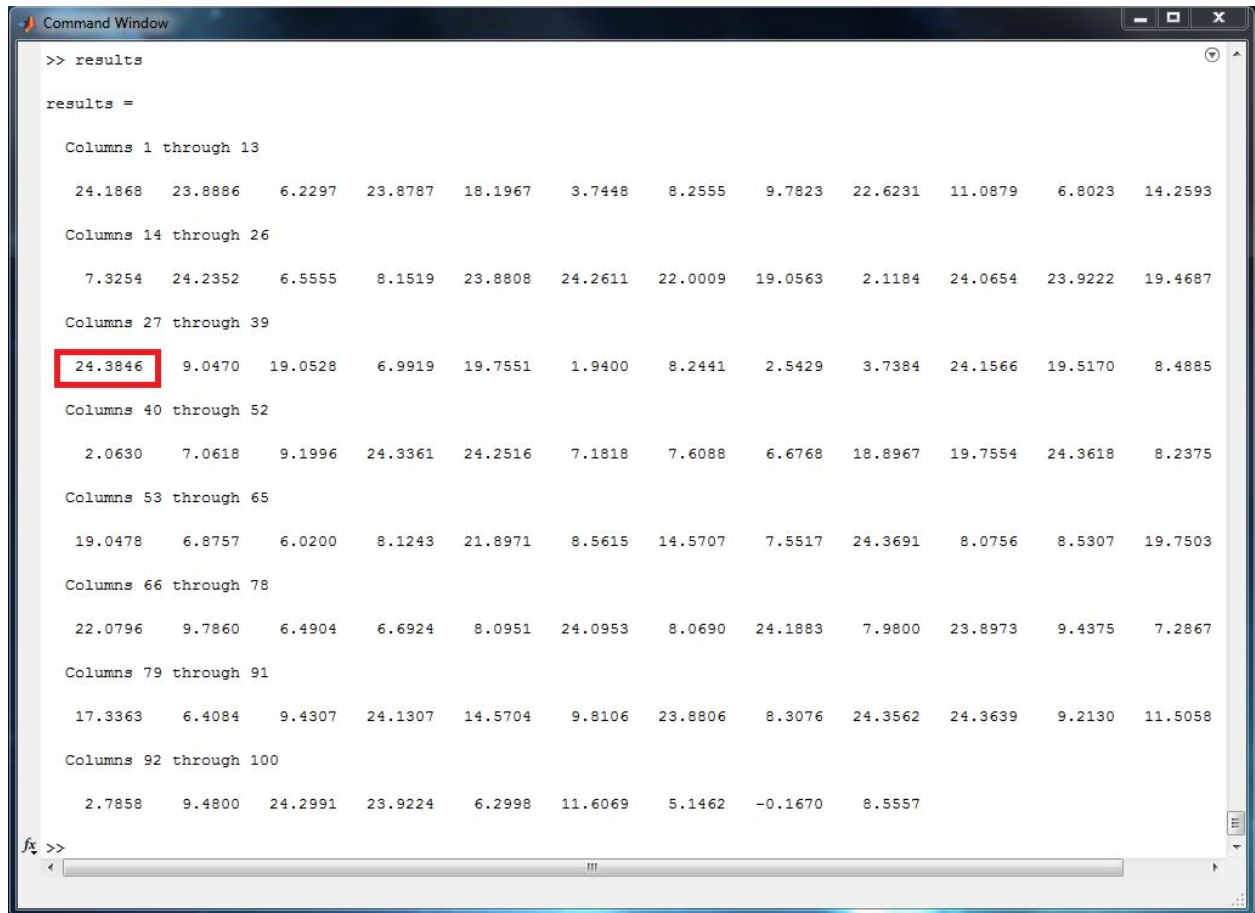 Command Window
>> results
results =
Columns 1 through 13
24.1868 23.8886 6.2297 23.8787 18.1967 3.7448 8.2555 9.7823 22.6231 11.0879 6.8023 14.2593
Columns 14 through 26
7.3254 24.2352 6.5555 8.1519 23.8808 24.2611 22.0009 19.0563 2.1184 24.0654 23.9222 19.4687
Columns 27 through 39
24.3846 9.0470 19.0528 6.9919 19.7551 1.9400 8.2441 2.5429 3.7384 24.1566 19.5170 8.4885
Columns 40 through 52
2.0630 7.0618 9.1996 24.3361 24.2516 7.1818 7.6088 6.6768 18.8967 19.7554 24.3618 8.2375
Columns 53 through 65
19.0478 6.8757 6.0200 8.1243 21.8971 8.5615 14.5707 7.5517 24.3691 8.0756 8.5307 19.7503
Columns 66 through 78
22.0796 9.7860 6.4904 6.6924 8.0951 24.0953 8.0690 24.1883 7.9800 23.8973 9.4375 7.2867
Columns 79 through 91
17.3363 6.4084 9.4307 24.1307 14.5704 9.8106 23.8806 8.3076 24.3562 24.3639 9.2130 11.5058
Columns 92 through 100
2.7858 9.4800 24.2991 23.9224 6.2998 11.6069 5.1462 -0.1670 8.5557
fx >>